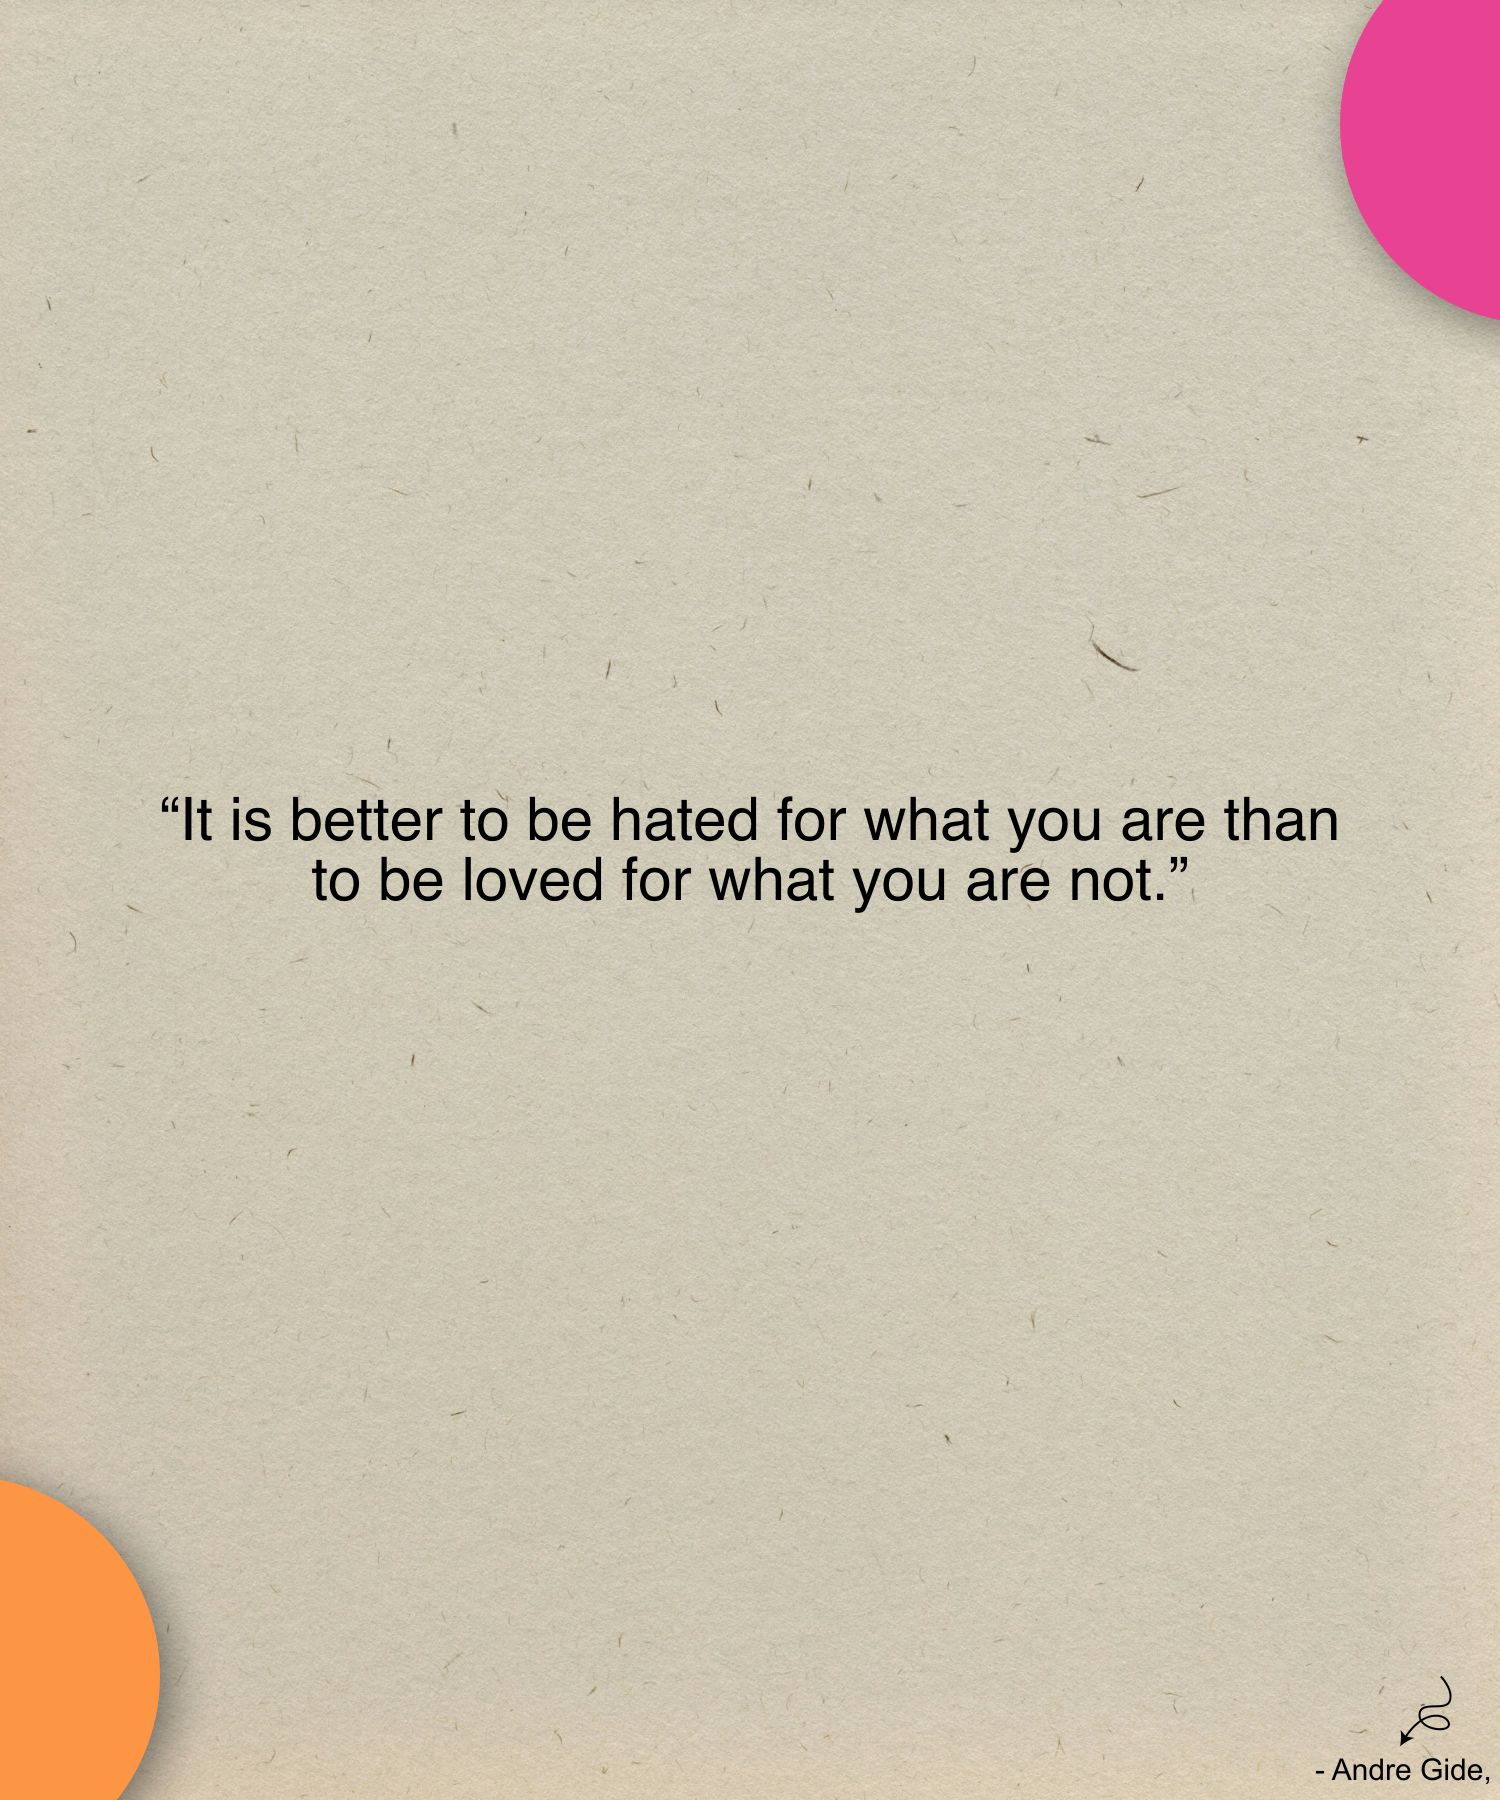 “It is better to be hated for what you are than
to be loved for what you are not.”
- Andre Gide,